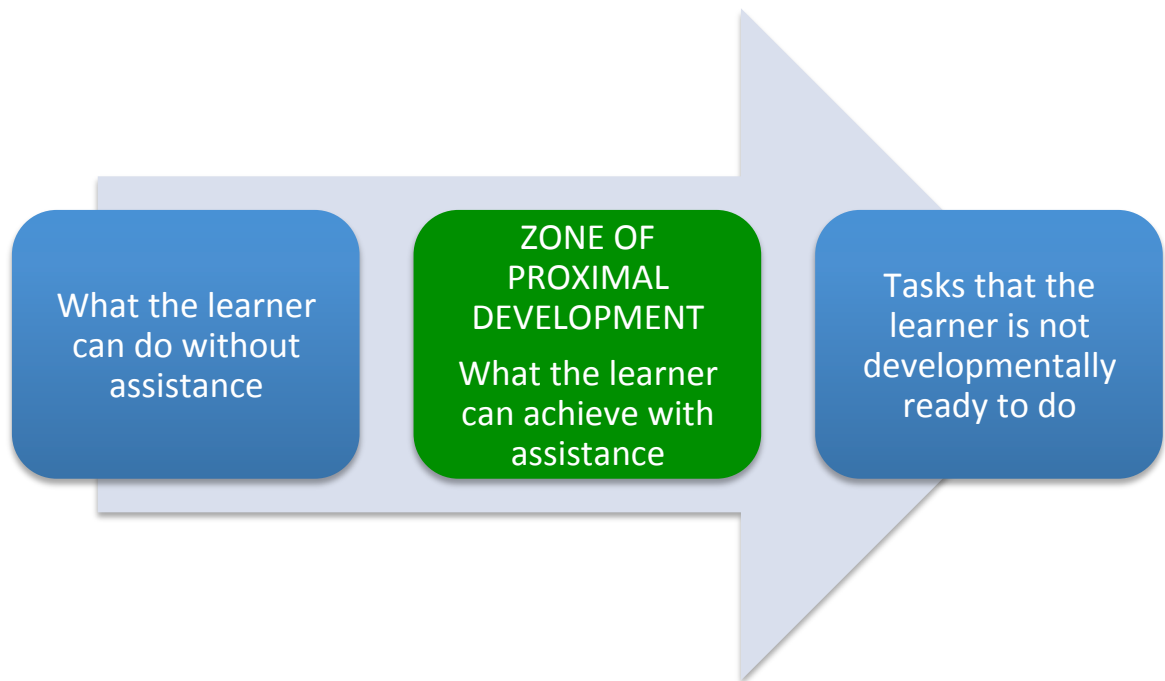 What the learner
can do without
assistance
ZONE OF
PROXIMAL
DEVELOPMENT
What the learner
can achieve with
assistance
Tasks that the
learner is not
developmentally
ready to do